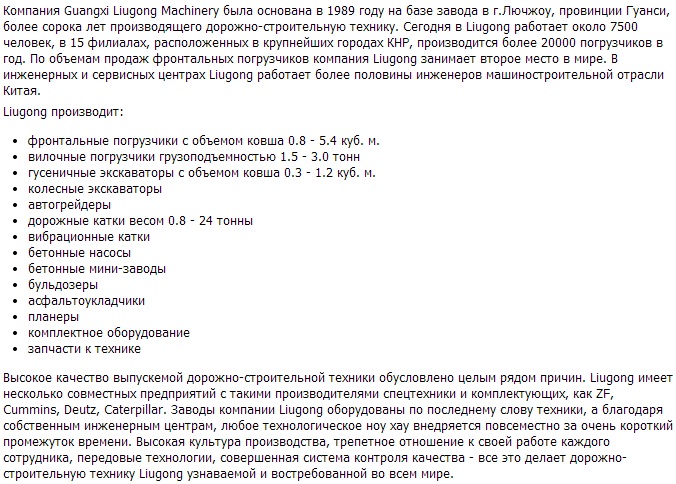 Компания Guangxi Liugong Machinery была основана в 1989 году на базе завода в г.Лючжоу, провинции Гуанси,
более сорока лет производящего дорожно-строительную технику. Сегодня в Liugong работает около 7500
человек, в 15 филиалах, расположенных в крупнейших городах КНР, производится более 20000 погрузчиков в
год. По объемам продаж фронтальных погрузчиков компания Liugong занимает второе место в мире. В
инженерных и сервисных центрах Liugong работает более половины инженеров машиностроительной отрасли
Китая.
Liugong производит:
• фронтальные погрузчики с объемом ковша 0.8 - 5.4 куб. м.
• вилочные погрузчики грузоподъемностью 1.5 - 3.0 тонн
• гусеничные экскаваторы с объемом ковша 0.3 - 1.2 куб. м.
• колесные экскаваторы
• автогрейдеры
• дорожные катки весом 0.8 - 24 тонны
• вибрационные катки
• бетонные насосы
• бетонные мини-заводы
• бульдозеры
• асфальтоукладчики
• планеры
• комплектное оборудование
• запчасти к технике
Высокое качество выпускемой дорожно-строительной техники обусловлено целым рядом причин. Liugong имеет
несколько совместных предприятий с такими производителями спецтехники и комплектующих, как ZF,
Cummins, Deutz, Caterpillar. Заводы компании Liugong оборудованы по последнему слову техники, а благодаря
собственным инженерным центрам, любое технологическое ноу хау внедряется повсеместно за очень короткий
промежуток времени. Высокая культура производства, трепетное отношение к своей работе каждого
сотрудника, передовые технологии, совершенная система контроля качества - все это делает дорожно-
строительную технику Liugong узнаваемой и востребованной во всем мире.